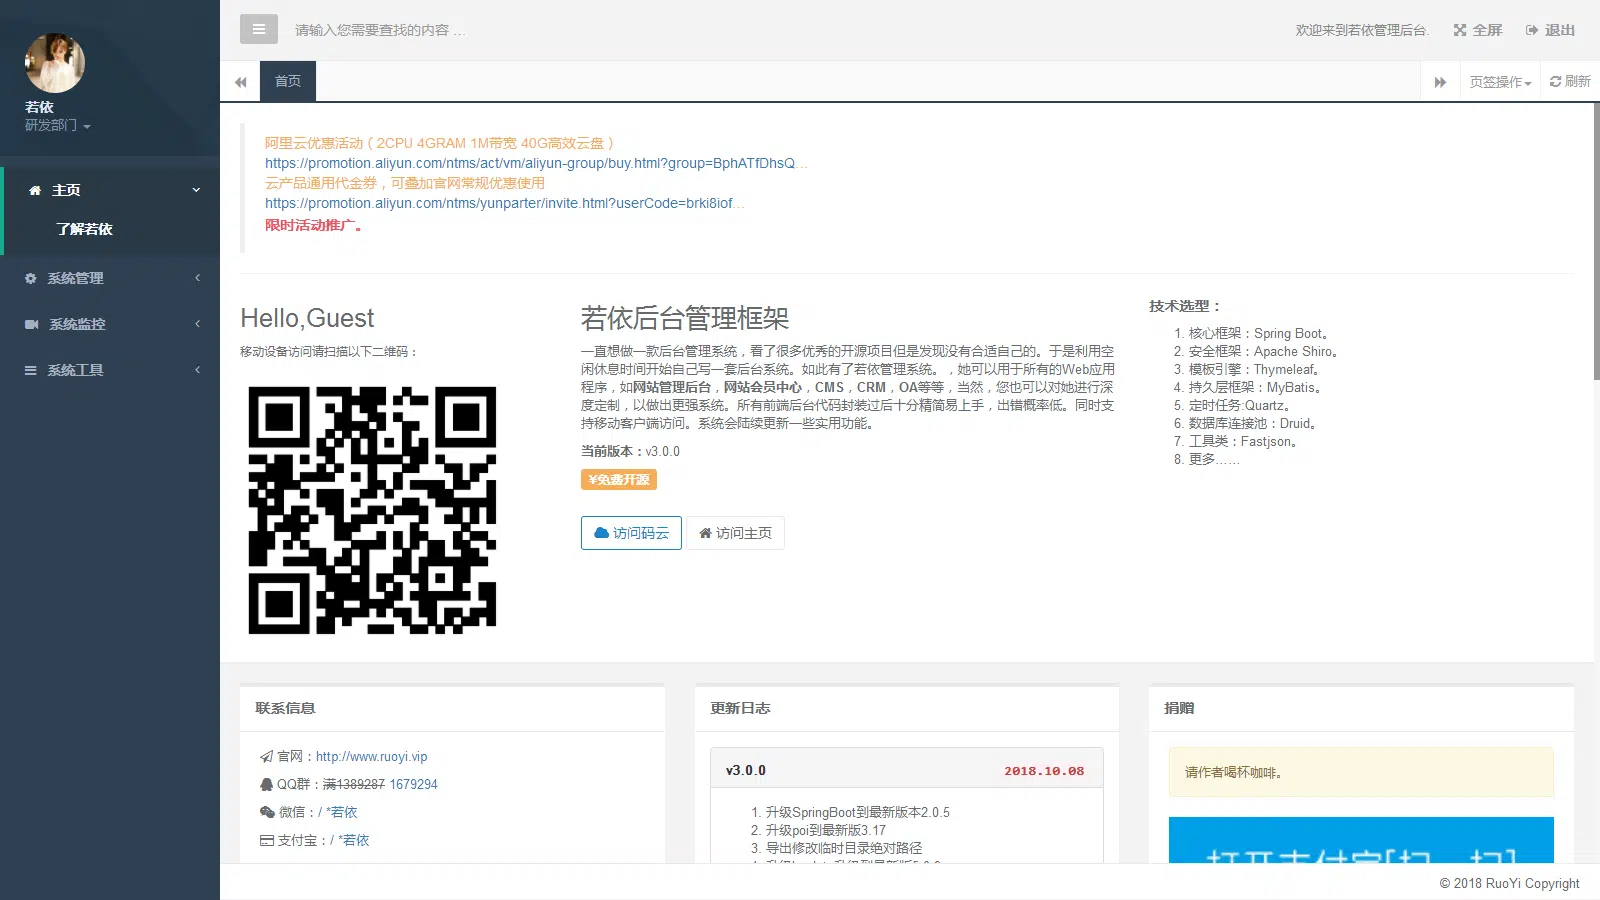 若依
研发部门
主页
了解若依
系统管理
系统监控
系统工具
请输入您需要查找的内容 …
欢迎来到若依管理后台.
全屏
退出
首页
页签操作
刷新
阿里云优惠活动（2CPU 4GRAM 1M带宽 40G高效云盘）
https://promotion.aliyun.com/ntms/act/vm/aliyun-group/buy.html?group=BphATfDhsQ...
云产品通用代金券，可叠加官网常规优惠使用
https://promotion.aliyun.com/ntms/yunparter/invite.html?userCode=brki8iof...
限时活动推广。
Hello,Guest
移动设备访问请扫描以下二维码：
若依后台管理框架
一直想做一款后台管理系统，看了很多优秀的开源项目但是发现没有合适自己的。于是利用空
闲休息时间开始自己写一套后台系统。如此有了若依管理系统。，她可以用于所有的Web应用
程序，如网站管理后台，网站会员中心，CMS，CRM，OA等等，当然，您也可以对她进行深
度定制，以做出更强系统。所有前端后台代码封装过后十分精简易上手，出错概率低。同时支
持移动客户端访问。系统会陆续更新一些实用功能。
当前版本：v3.0.0
¥免费开源
访问码云
访问主页
技术选型：
1. 核心框架：Spring Boot。
2. 安全框架：Apache Shiro。
3. 模板引擎：Thymeleaf。
4. 持久层框架：MyBatis。
5. 定时任务:Quartz。
6. 数据库连接池：Druid。
7. 工具类：Fastjson。
8. 更多……
联系信息
官网：http://www.ruoyi.vip
QQ群：满1389287 1679294
微信：/ *若依
支付宝：/ *若依
更新日志
v3.0.0
2018.10.08
1. 升级SpringBoot到最新版本2.0.5
2. 升级poi到最新版3.17
3. 导出修改临时目录绝对路径
捐赠
请作者喝杯咖啡。
打开支付宝[扫一扫]
© 2018 RuoYi Copyright